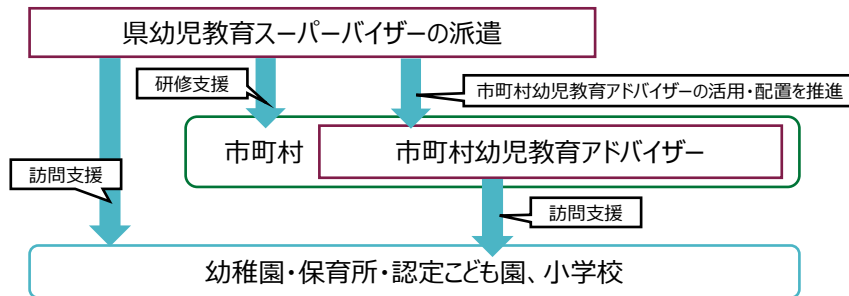 県幼児教育スーパーバイザーの派遣
研修支援
市町村幼児教育アドバイザーの活用・配置を推進
市町村
市町村幼児教育アドバイザー
訪問支援
訪問支援
幼稚園・保育所・認定こども園、小学校